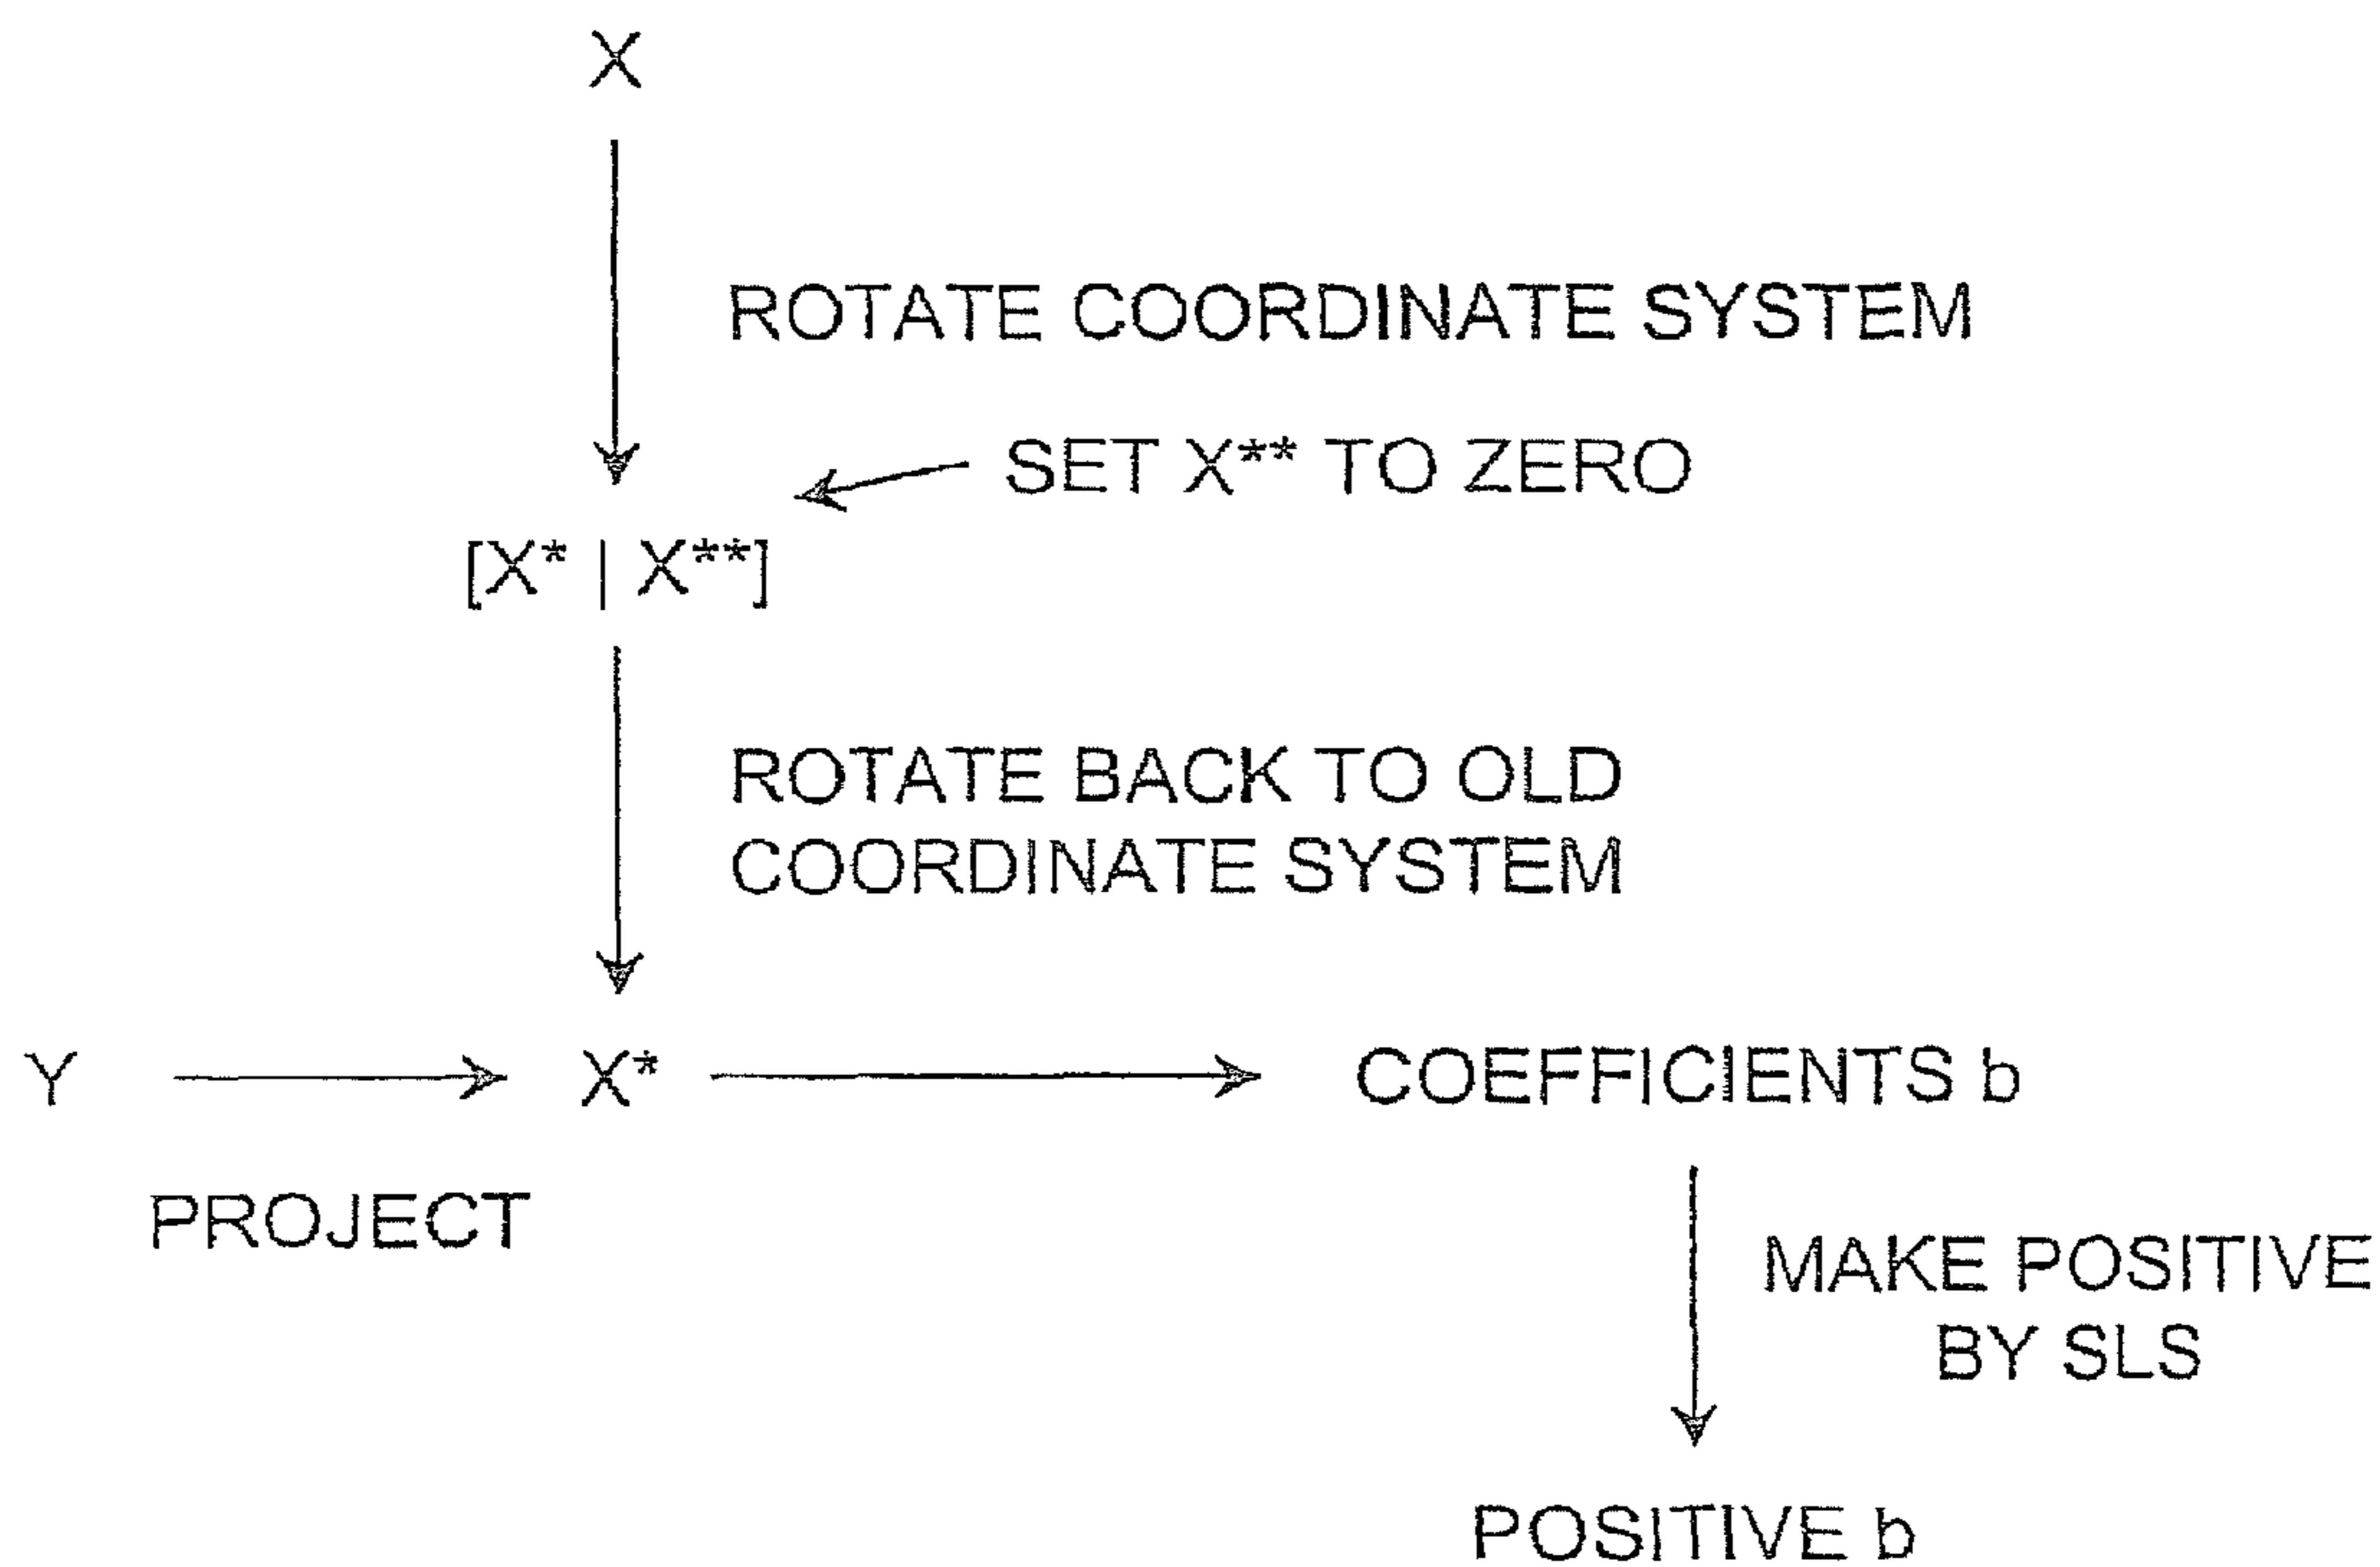 X
ROTATE COORDINATE SYSTEM
SET X** TO ZERO
[X* | X**]
ROTATE BACK TO OLD
COORDINATE SYSTEM
Y X* COEFFICIENTS b
PROJECT
MAKE POSITIVE
BY SLS
POSITIVE b